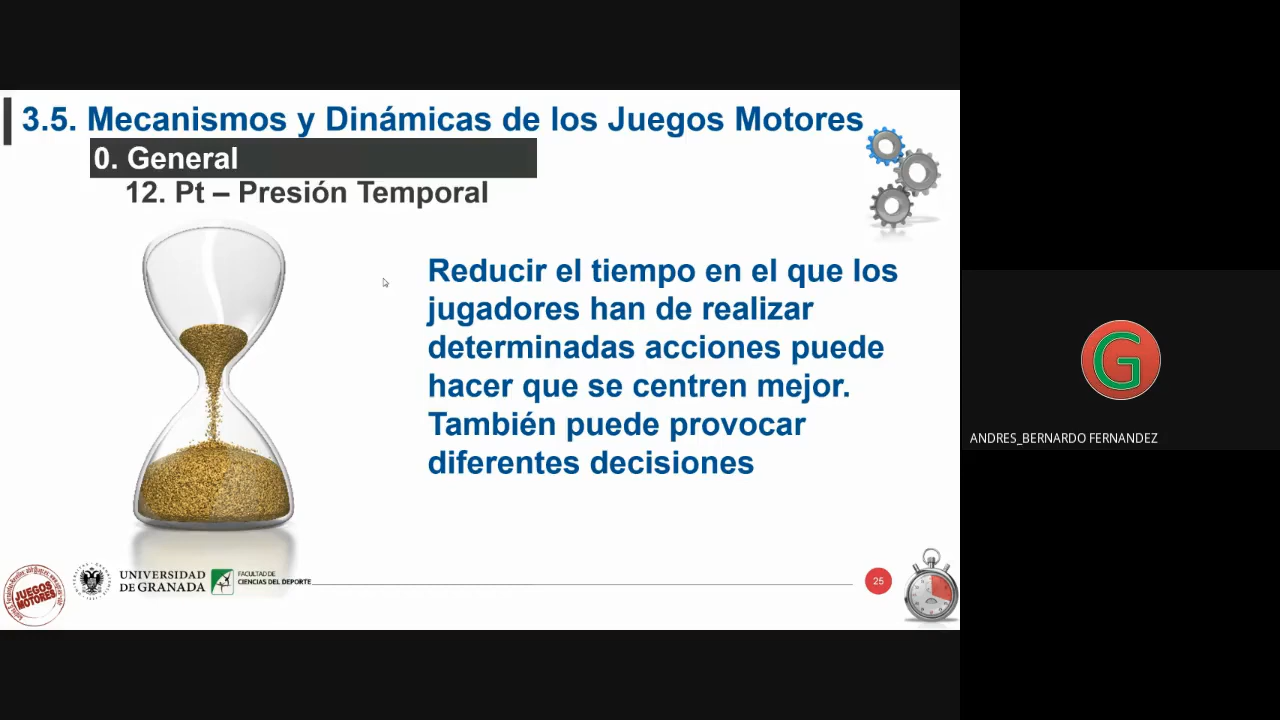 3.5. Mecanismos y Dinámicas de los Juegos Motores
0. General
12. Pt – Presión Temporal
Reducir el tiempo en el que los
jugadores han de realizar
determinadas acciones puede
hacer que se centren mejor.
También puede provocar
diferentes decisiones
JUEGOS
MOTORES
UNIVERSIDAD
DE GRANADA
FACULTAD DE
CIENCIAS DEL DEPORTE
25
G
ANDRES_BERNARDO FERNANDEZ